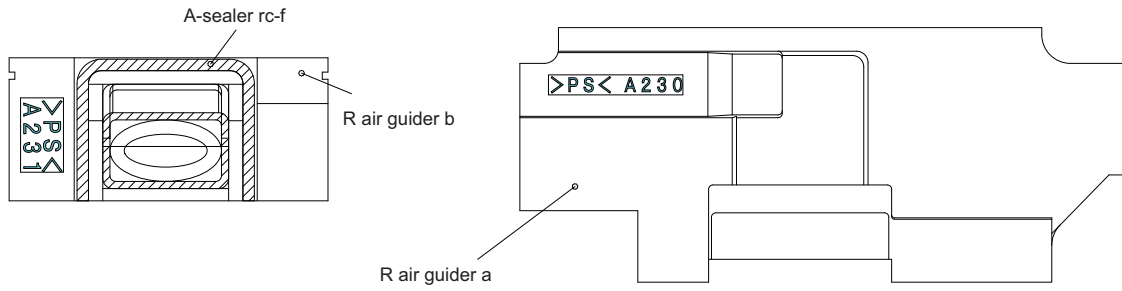 A-sealer rc-f
>PS< A230
>PS<
A231
R air guider b
R air guider a